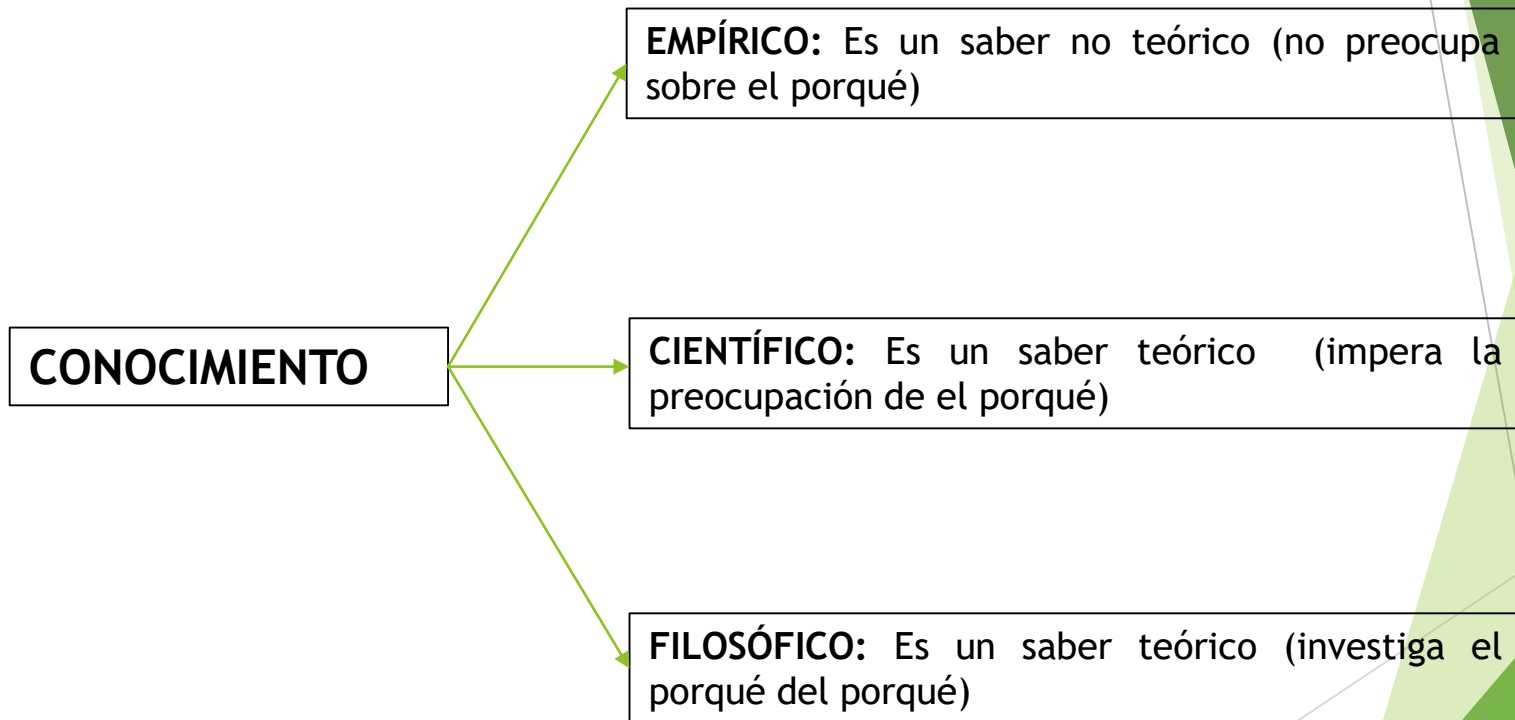 EMPÍRICO: Es un saber no teórico (no preocupa
sobre el porqué)
CONOCIMIENTO
CIENTÍFICO: Es un saber teórico (impera la
preocupación de el porqué)
FILOSÓFICO: Es un saber teórico (investiga el
porqué del porqué)